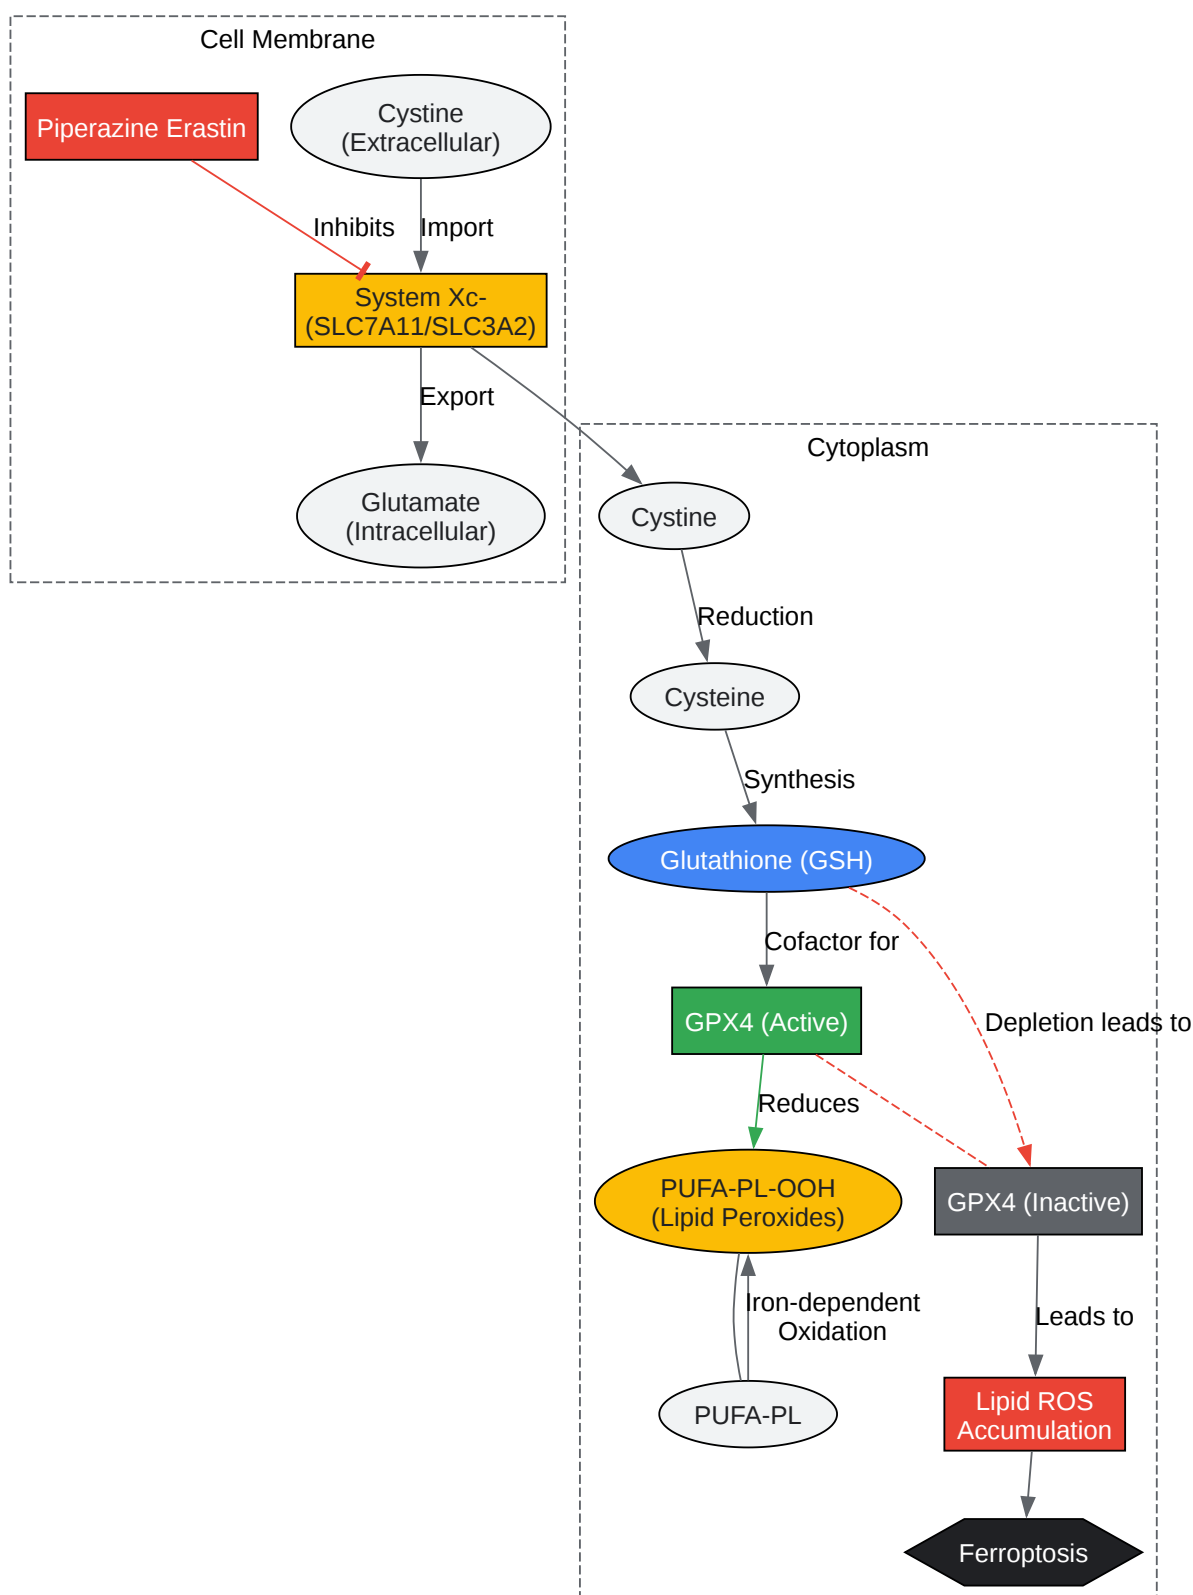 Cell Membrane
Piperazine Erastin
Cystine
(Extracellular)
Inhibits
Import
System Xc-
(SLC7A11/SLC3A2)
Export
Glutamate
(Intracellular)
Cytoplasm
Cystine
Reduction
Cysteine
Synthesis
Glutathione (GSH)
Cofactor for
GPX4 (Active)
Depletion leads to
Reduces
PUFA-PL-OOH
(Lipid Peroxides)
GPX4 (Inactive)
Iron-dependent
Oxidation
Leads to
PUFA-PL
Lipid ROS
Accumulation
Ferroptosis